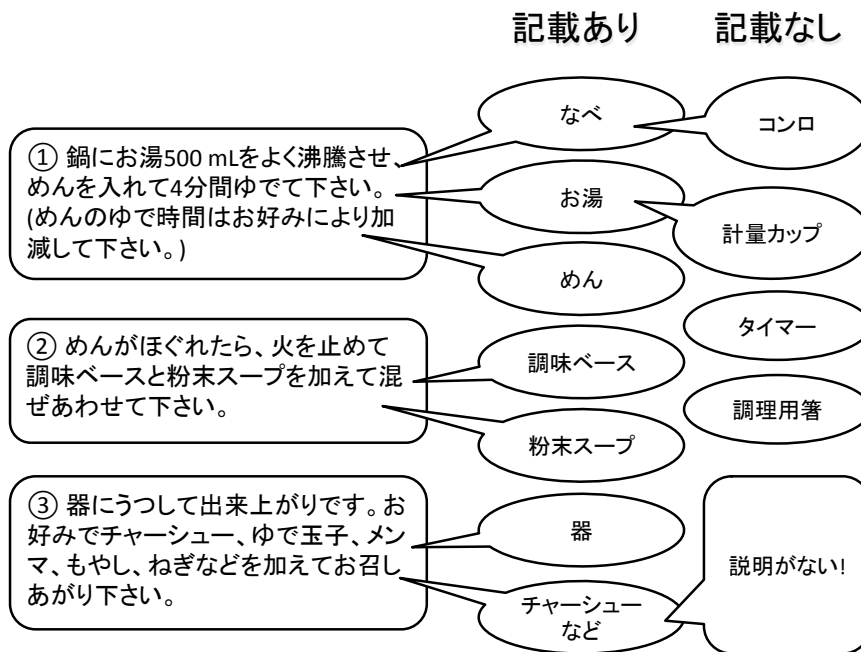 記載あり
記載なし
① 鍋にお湯500 mLをよく沸騰させ、
めんを入れて4分間ゆでて下さい。
(めんのゆで時間はお好みにより加
減して下さい。)
② めんがほぐれたら、火を止めて
調味ベースと粉末スープを加えて混
ぜあわせて下さい。
③ 器にうつして出来上がりです。お
好みでチャーシュー、ゆで玉子、メン
マ、もやし、ねぎなどを加えてお召し
あがり下さい。
なべ
お湯
めん
調味ベース
粉末スープ
器
チャーシュー
など
コンロ
計量カップ
タイマー
調理用箸
説明がない!